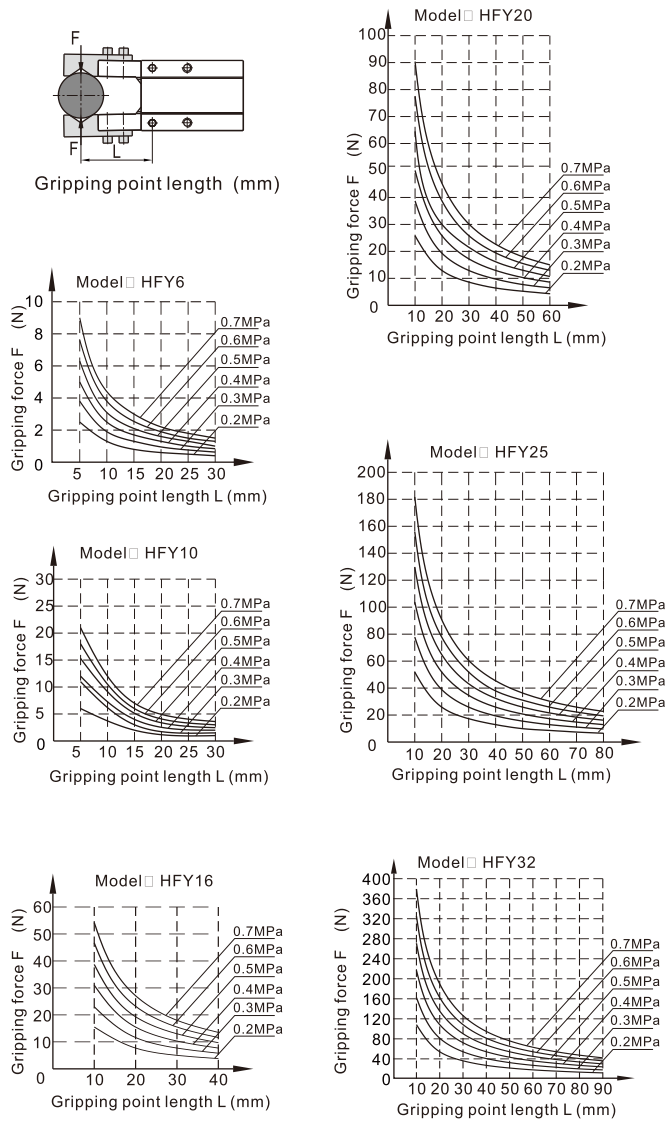 F
F
L
Gripping point length (mm)
Model□ HFY6
Gripping force F (N)
10
8
6
4
2
0
0.7MPa
0.6MPa
0.5MPa
0.4MPa
0.3MPa
0.2MPa
5 10 15 20 25 30
Gripping point length L (mm)
Model□ HFY10
Gripping force F (N)
30
25
20
15
10
5
0
0.7MPa
0.6MPa
0.5MPa
0.4MPa
0.3MPa
0.2MPa
5 10 15 20 25 30
Gripping point length L (mm)
Model□ HFY16
Gripping force F (N)
60
50
40
30
20
10
0
0.7MPa
0.6MPa
0.5MPa
0.4MPa
0.3MPa
0.2MPa
10 20 30 40
Gripping point length L (mm)
Model□ HFY20
Gripping force F (N)
100
90
80
70
60
50
40
30
20
10
0
0.7MPa
0.6MPa
0.5MPa
0.4MPa
0.3MPa
0.2MPa
10 20 30 40 50 60
Gripping point length L (mm)
Model□ HFY25
Gripping force F (N)
200
180
160
140
120
100
80
60
40
20
0
0.7MPa
0.6MPa
0.5MPa
0.4MPa
0.3MPa
0.2MPa
10 20 30 40 50 60 70 80
Gripping point length L (mm)
Model□ HFY32
Gripping force F (N)
400
360
320
280
240
200
160
120
80
40
0
0.7MPa
0.6MPa
0.5MPa
0.4MPa
0.3MPa
0.2MPa
10 20 30 40 50 60 70 80 90
Gripping point length L (mm)